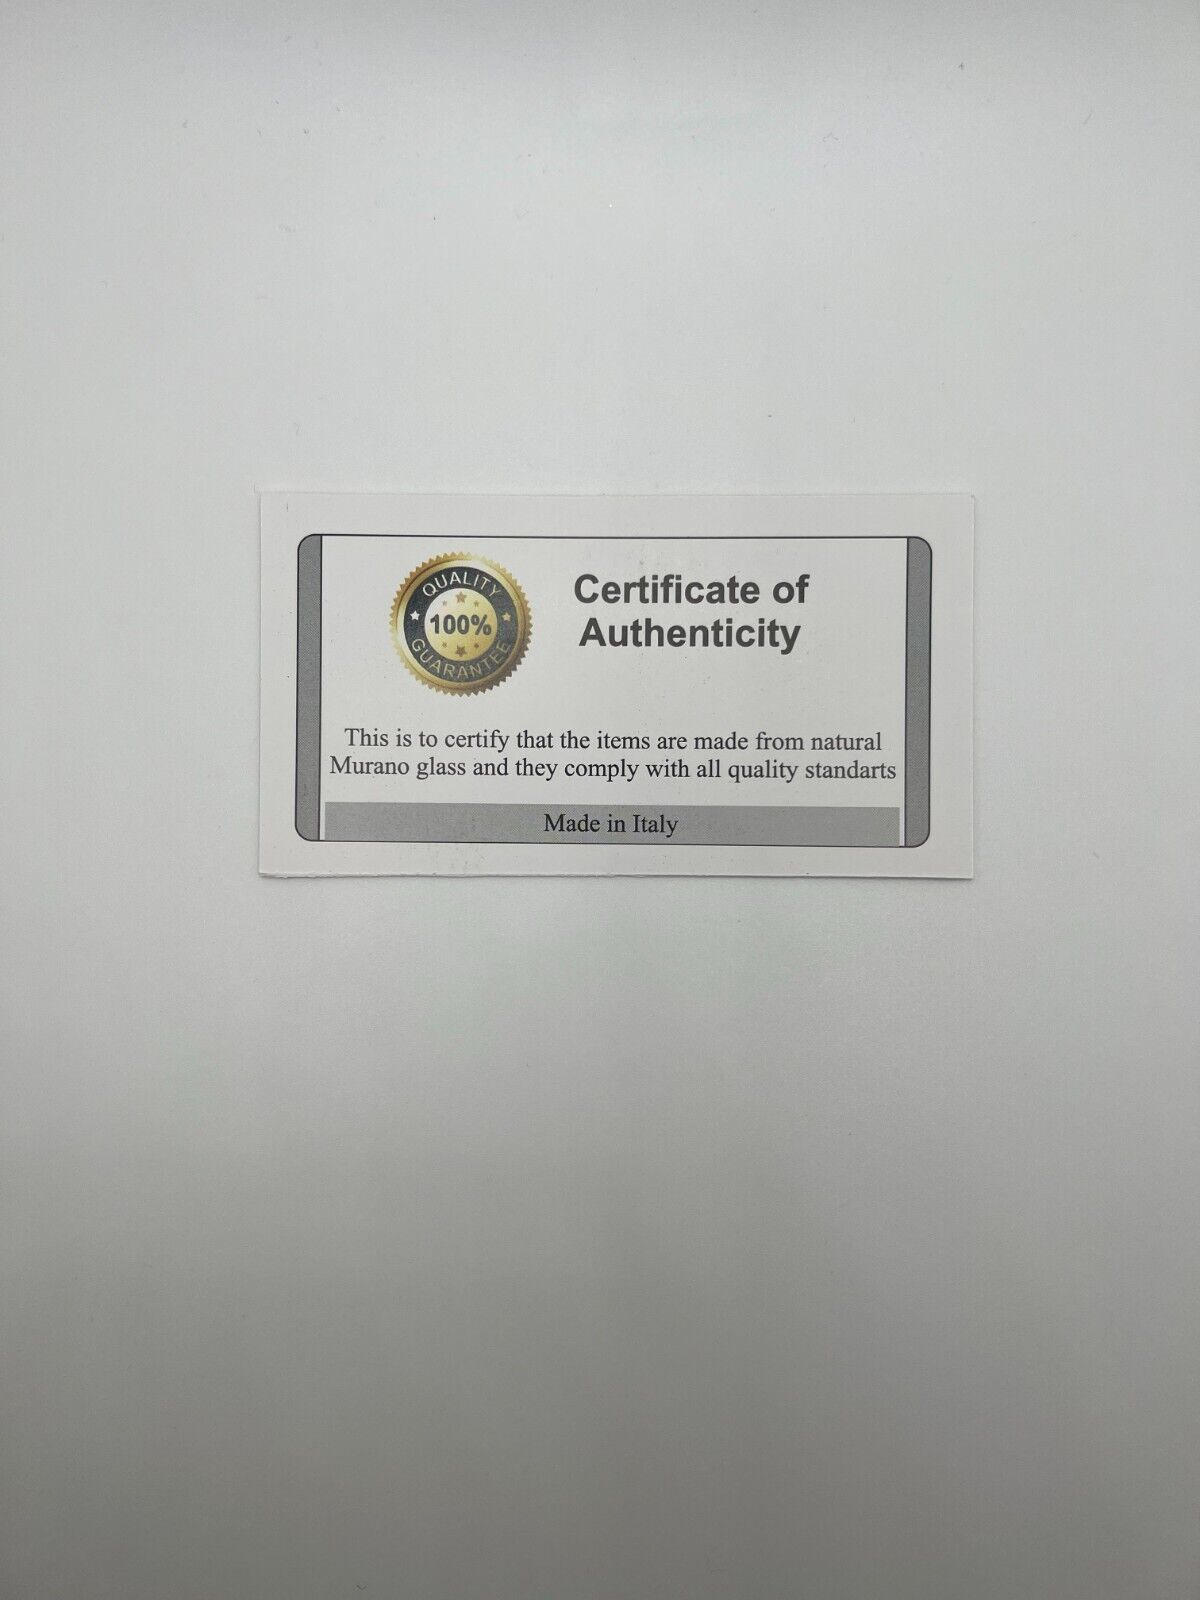 QUALITY
100%
GUARANTEE
Certificate of
Authenticity
This is to certify that the items are made from natural
Murano glass and they comply with all quality standarts
Made in Italy